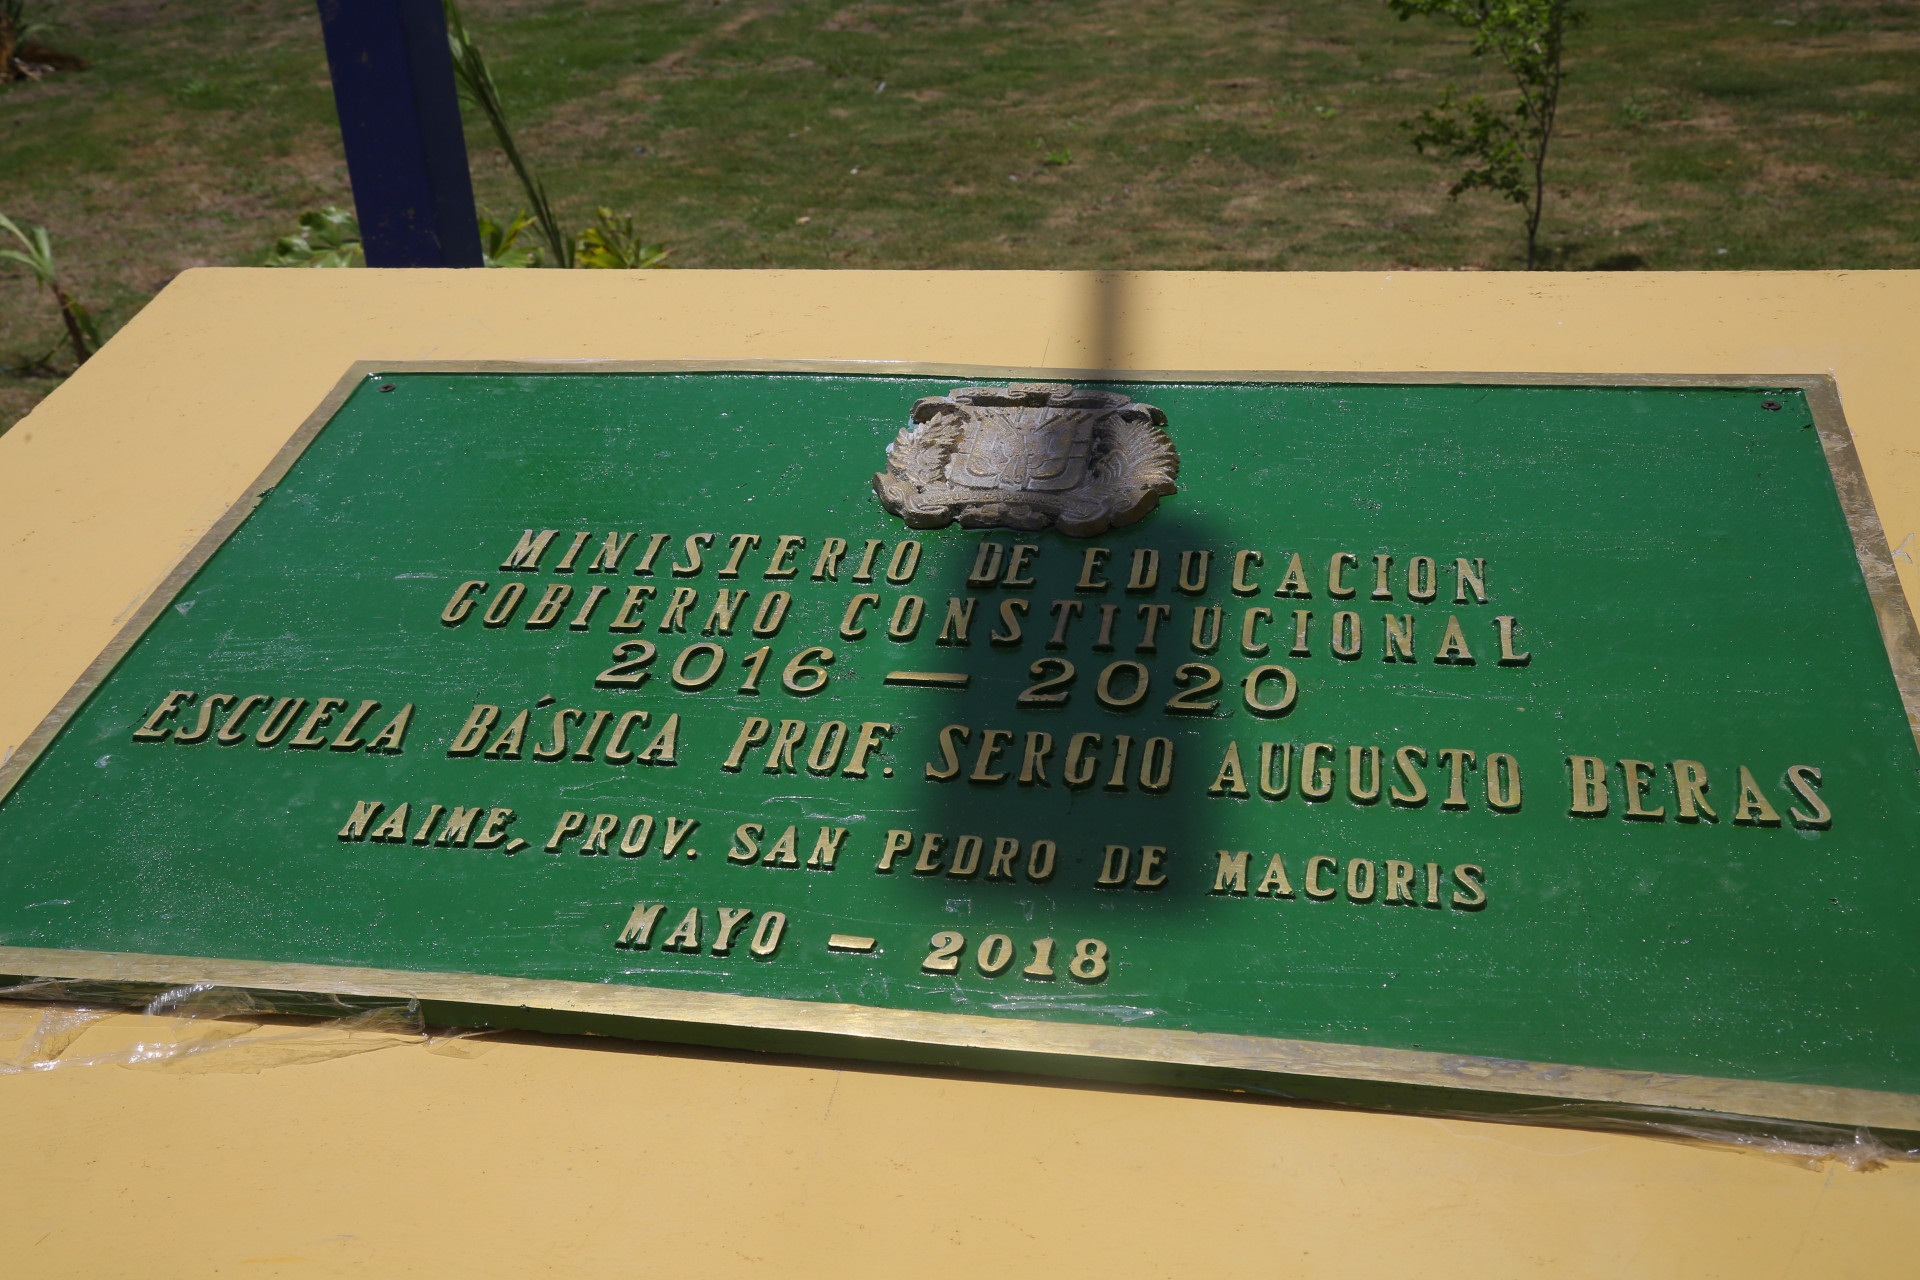 MINISTERIO DE EDUCACION
GOBIERNO CONSTITUCIONAL
2016 — 2020
ESCUELA BÁSICA PROF. SERGIO AUGUSTO BERAS
NAIME, PROV. SAN PEDRO DE MACORIS
MAYO — 2018